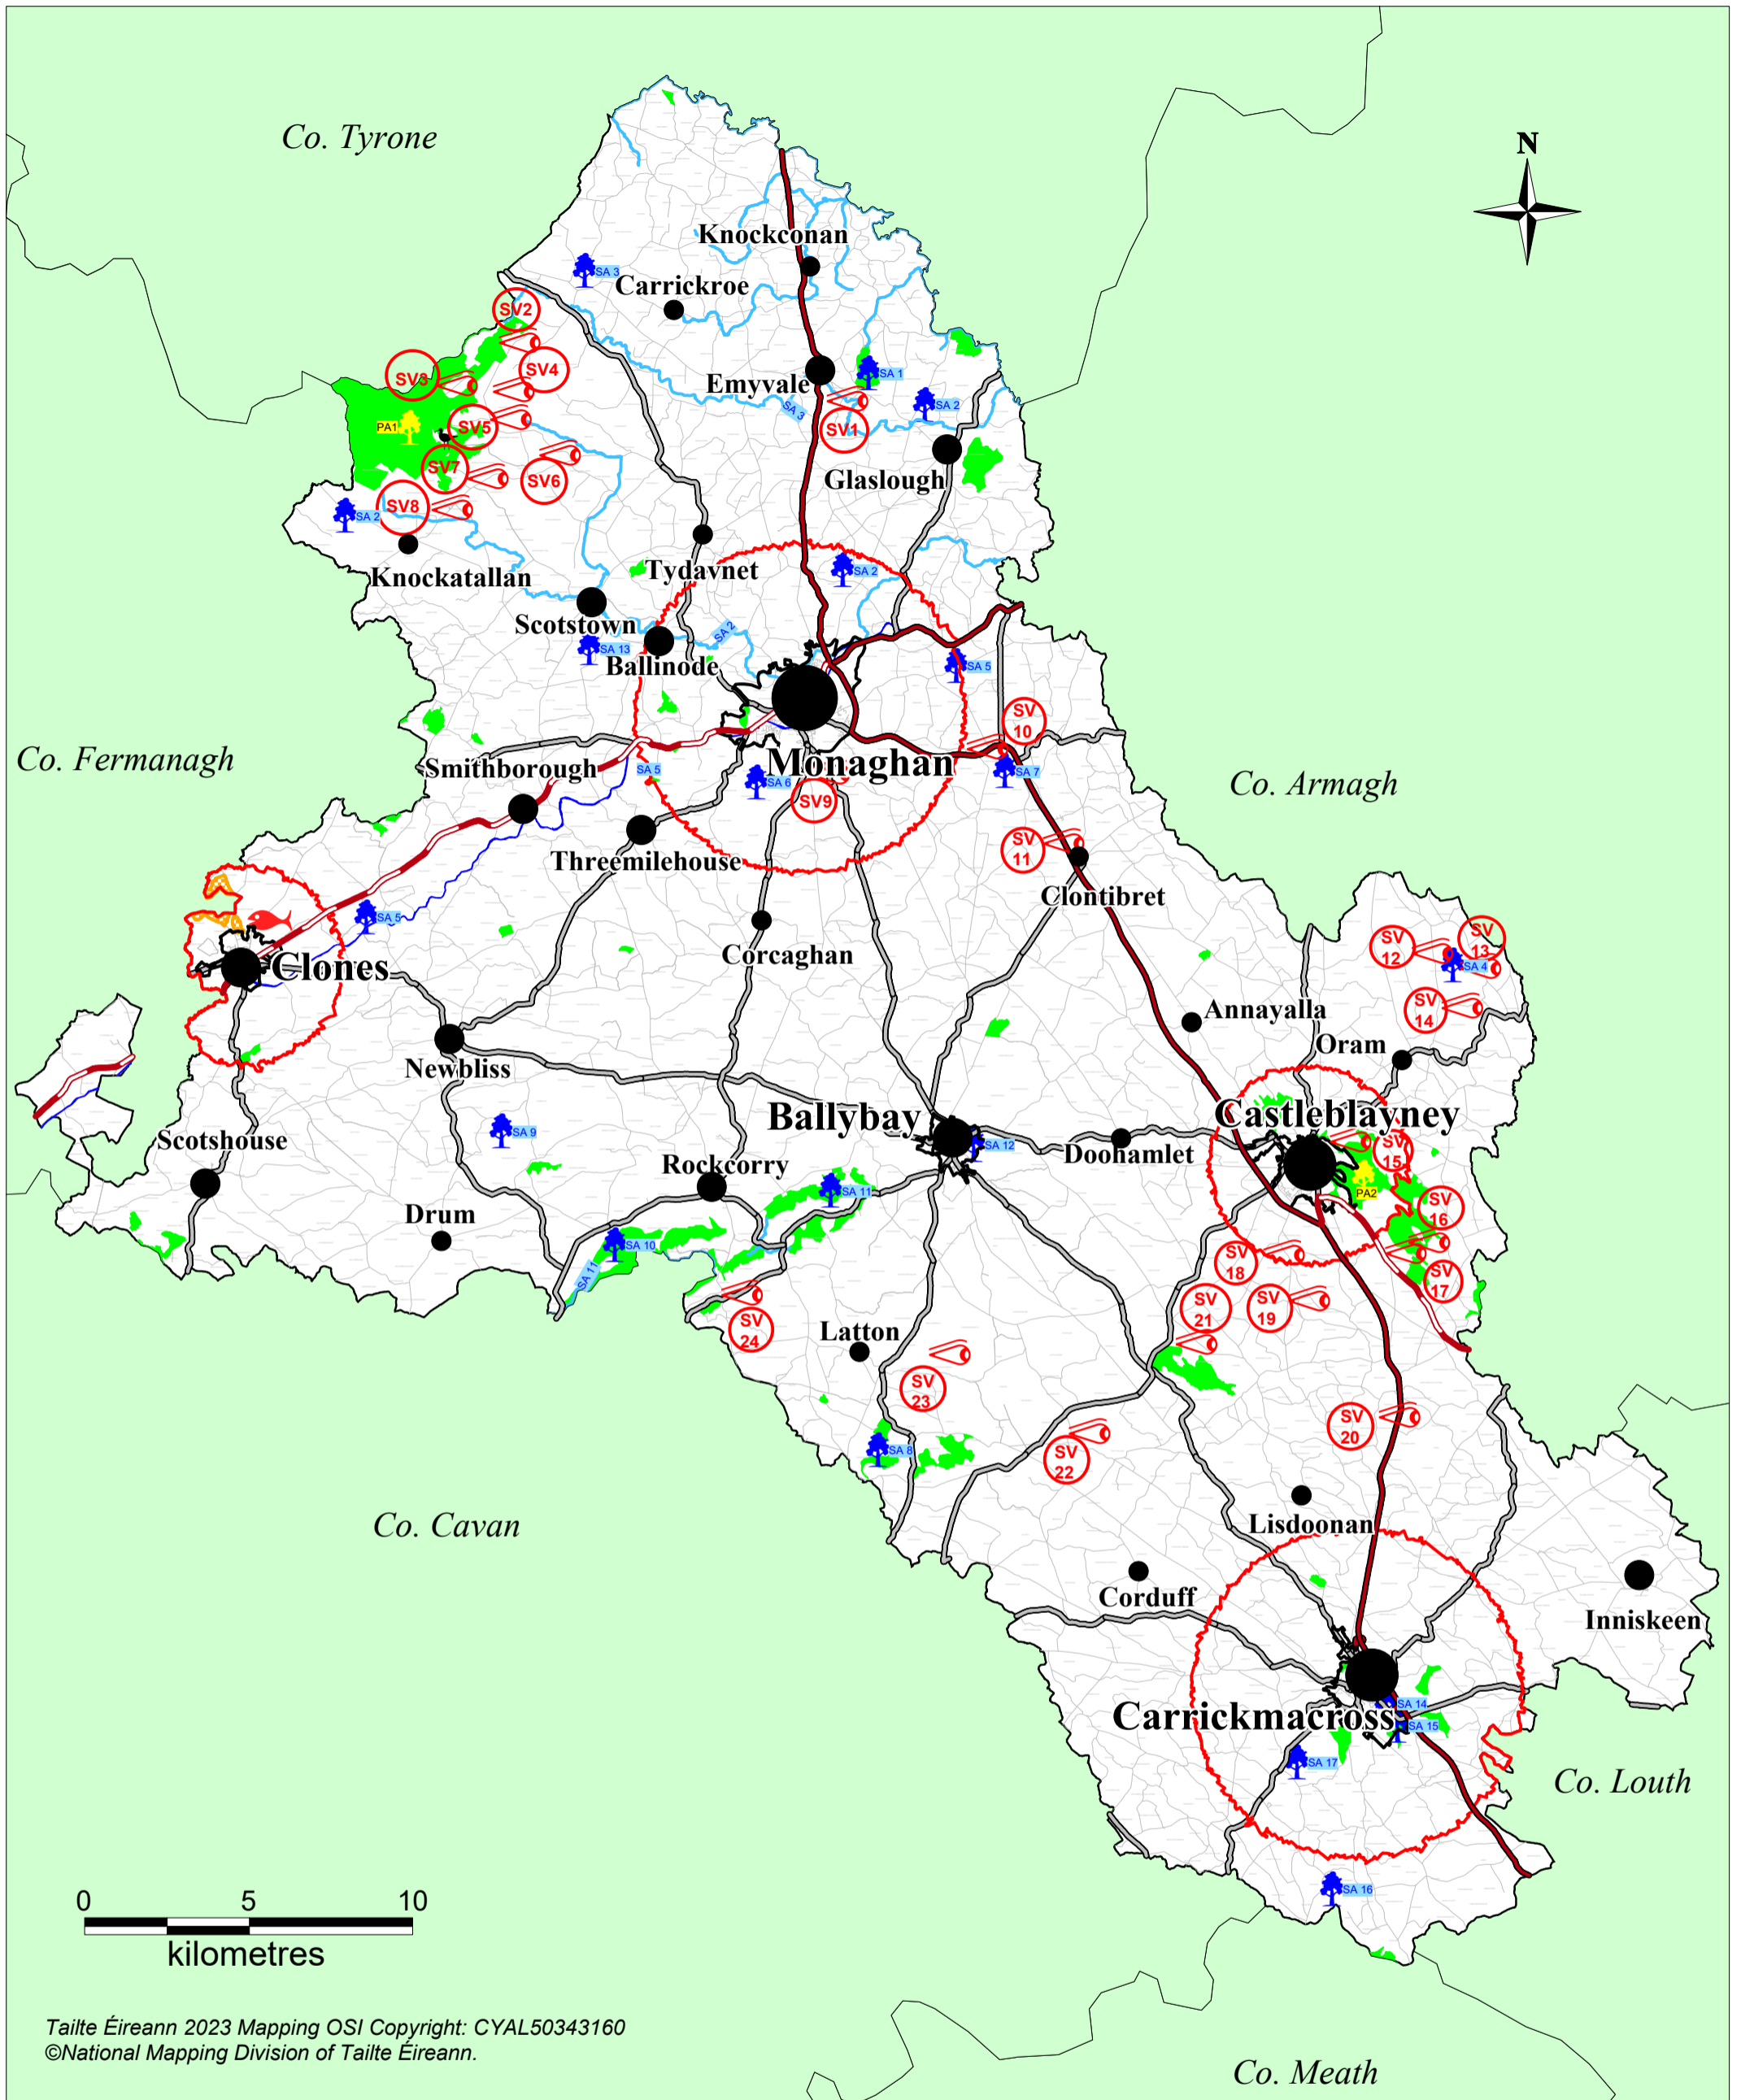 Co. Tyrone
N
Knockconan
SA 3
Carrickroe
SV2
SV3
SV4
Emyvale
SA 1
SA 3
SA 2
PA1
SV5
SV1
SV7
SV6
Glaslough
SV8
SA 2
Knockatallan
Tydavnet
SA 2
Scotstown
SA 2
SA 13
Ballinode
SA 5
SV
10
Co. Fermanagh
Smithborough
SA 5
SA 6
Monaghan
SA 7
Co. Armagh
SV9
Threemilehouse
SV
11
Clontibret
SA 5
Corcaghan
SV
12
SV
13
SA 4
Clones
SV
14
Annayalla
Oram
Newbliss
Ballybay
Castleblayney
SA 9
SA 12
Scotshouse
Doohamlet
SV
15
Rockcorry
SA 11
PA2
SV
16
Drum
SA 10
SA 11
SV
18
SV
17
SV
21
SV
19
SV
24
Latton
SV
23
SV
20
SA 8
SV
22
Co. Cavan
Lisdoonan
Corduff
Inniskeen
SA 14
Carrickmacross
SA 15
SA 17
Co. Louth
SA 16
0 5 10
kilometres
Tailte Éireann 2023 Mapping OSI Copyright: CYAL50343160
©National Mapping Division of Tailte Éireann.
Co. Meath